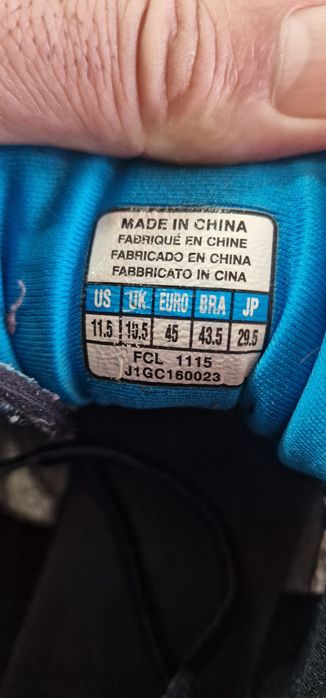 MADE IN CHINA
FABRIQUÉ EN CHINE
FABRICADO EN CHINA
FABBRICATO IN CINA
US UK EURO BRA JP
11.5 10.5 45 43.5 29.5
FCL 1115
J1GC160023